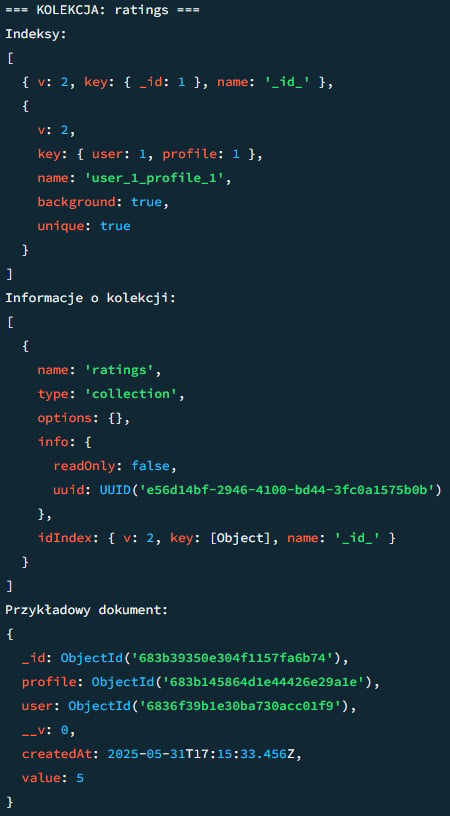 === KOLEKCJA: ratings ===
Indeksy:
[
  { v: 2, key: { _id: 1 }, name: '_id_' },
  {
    v: 2,
    key: { user: 1, profile: 1 },
    name: 'user_1_profile_1',
    background: true,
    unique: true
  }
]
Informacje o kolekcji:
[
  {
    name: 'ratings',
    type: 'collection',
    options: {},
    info: {
      readOnly: false,
      uuid: UUID('e56d14bf-2946-4100-bd44-3fc0a1575b0b')
    },
    idIndex: { v: 2, key: [Object], name: '_id_' }
  }
]
Przykładowy dokument:
{
  _id: ObjectId('683b39350e304f1157fa6b74'),
  profile: ObjectId('683b145864d1e44426e29a1e'),
  user: ObjectId('6836f39b1e30ba730acc01f9'),
  __v: 0,
  createdAt: 2025-05-31T17:15:33.456Z,
  value: 5
}